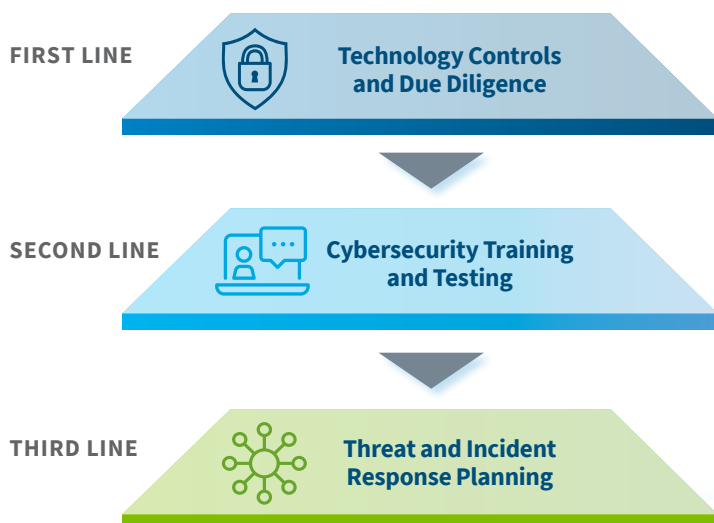 FIRST LINE
Technology Controls
and Due Diligence
SECOND LINE
Cybersecurity Training
and Testing
THIRD LINE
Threat and Incident
Response Planning